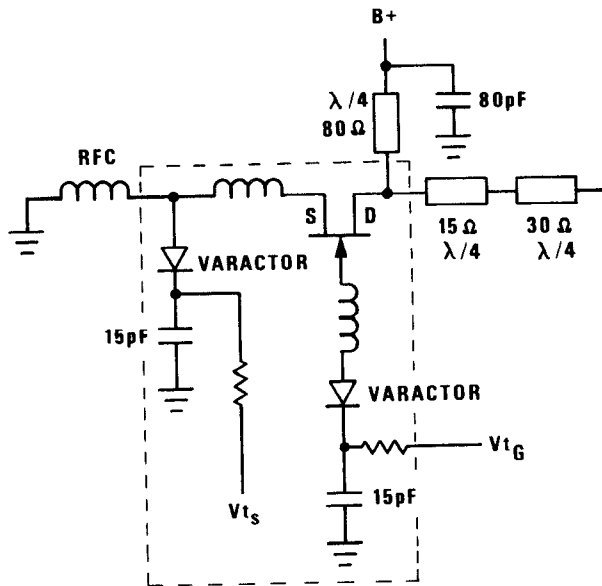 B+
λ/4
80Ω
80pF
RFC
S
D
15Ω
λ/4
30Ω
λ/4
VARACTOR
15pF
VARACTOR
VtG
15pF
Vts